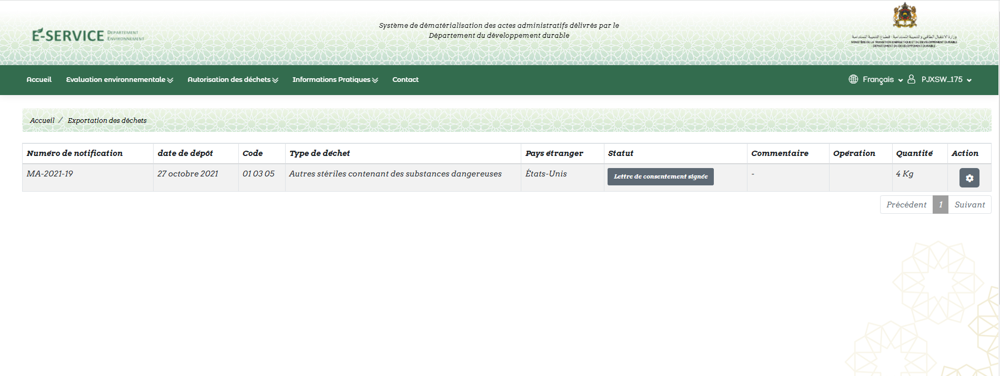 E-SERVICE DEPARTEMENT
ENVIRONNEMENT
Système de dématérialisation des actes administratifs délivrés par le
Département du développement durable
وزارة الانتقال الطاقي و التنمية المستدامة - قطاع التنمية المستدامة
MINISTÈRE DE LA TRANSITION ENERGETIQUE ET DU DEVELOPPEMENT DURABLE
- DEPARTEMENT DU DEVELOPPEMENT DURABLE -
Accueil Evaluation environnementale Autorisation des déchets Informations Pratiques Contact Français PJXSW_175
Accueil / Exportation des déchets
Numéro de notification date de dépôt Code Type de déchet Pays étranger Statut Commentaire Opération Quantité Action
MA-2021-19 27 octobre 2021 01 03 05 Autres stériles contenant des substances dangereuses États-Unis Lettre de consentement signée - 4 Kg
Précédent 1 Suivant